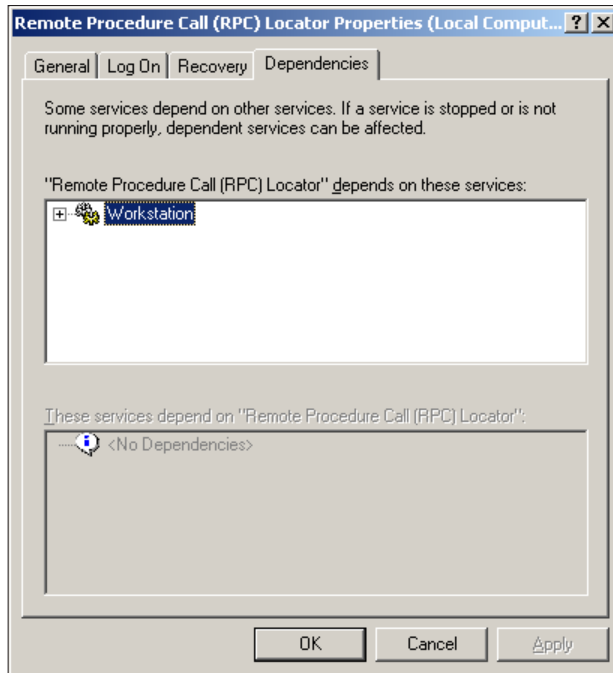 Remote Procedure Call (RPC) Locator Properties (Local Comput...
General Log On Recovery Dependencies
Some services depend on other services. If a service is stopped or is not
running properly, dependent services can be affected.
"Remote Procedure Call (RPC) Locator" depends on these services:
Workstation
These services depend on "Remote Procedure Call (RPC) Locator":
<No Dependencies>
OK Cancel Apply